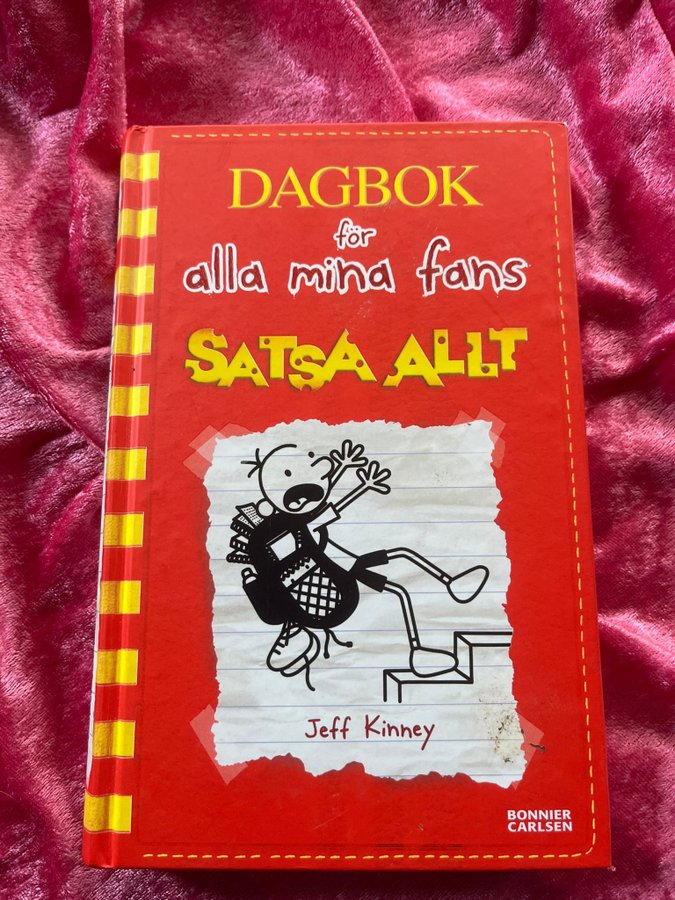 DAGBOK
för
alla mina fans
SATSA ALLT
Jeff Kinney
BONNIER
CARLSEN